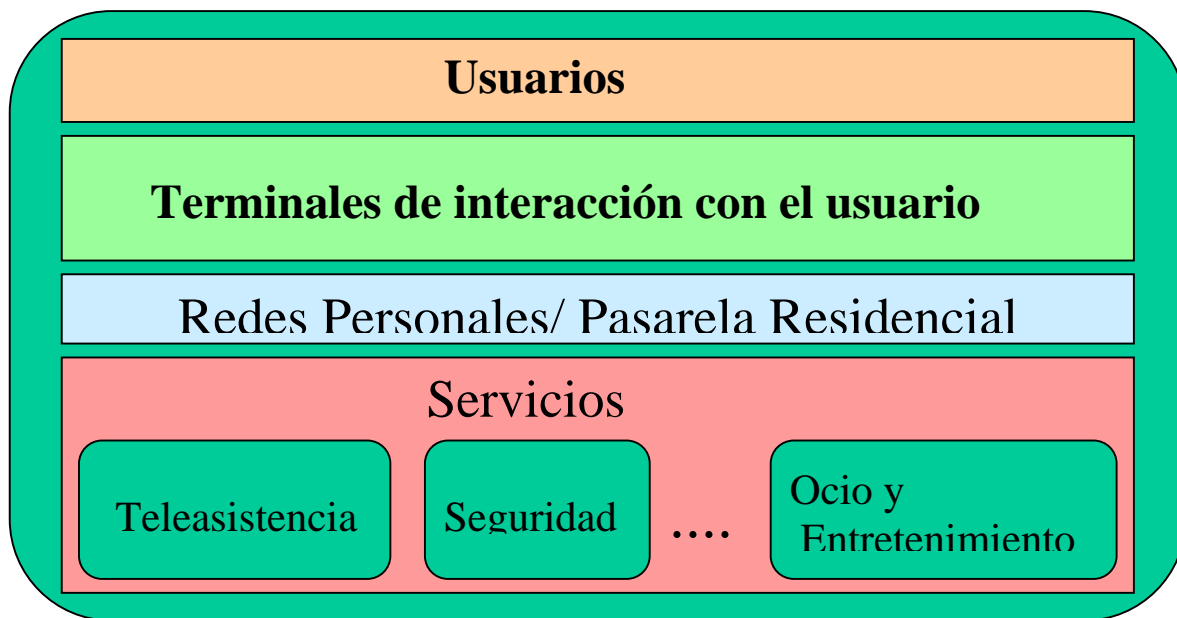 Usuarios
Terminales de interacción con el usuario
Redes Personales/ Pasarela Residencial
Servicios
Teleasistencia
Seguridad
....
Ocio y
Entretenimiento